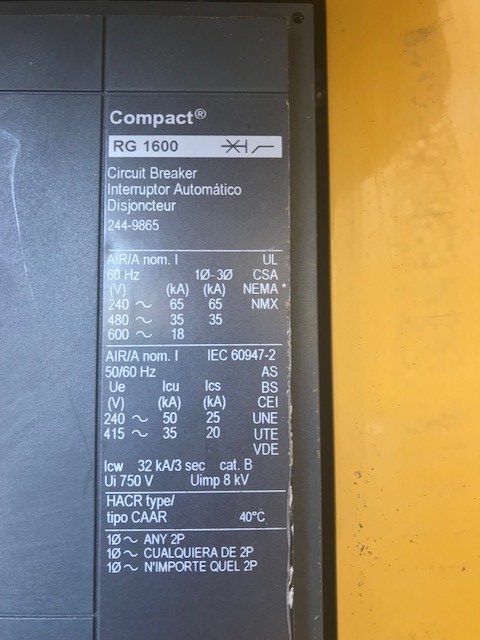 Compact®
RG 1600
Circuit Breaker
Interruptor Automático
Disjoncteur
244-9865
AIR/A nom. I UL
60 Hz 1Ø-3Ø CSA
(V) (kA) (kA) NEMA *
240 ~ 65 65 NMX
480 ~ 35 35
600 ~ 18
AIR/A nom. I IEC 60947-2
50/60 Hz AS
Ue Icu Ics BS
(V) (kA) (kA) CEI
240 ~ 50 25 UNE
415 ~ 35 20 UTE
VDE
Icw 32 kA/3 sec cat. B
Ui 750 V Uimp 8 kV
HACR type/
tipo CAAR 40°C
1Ø ~ ANY 2P
1Ø ~ CUALQUIERA DE 2P
1Ø ~ N'IMPORTE QUEL 2P